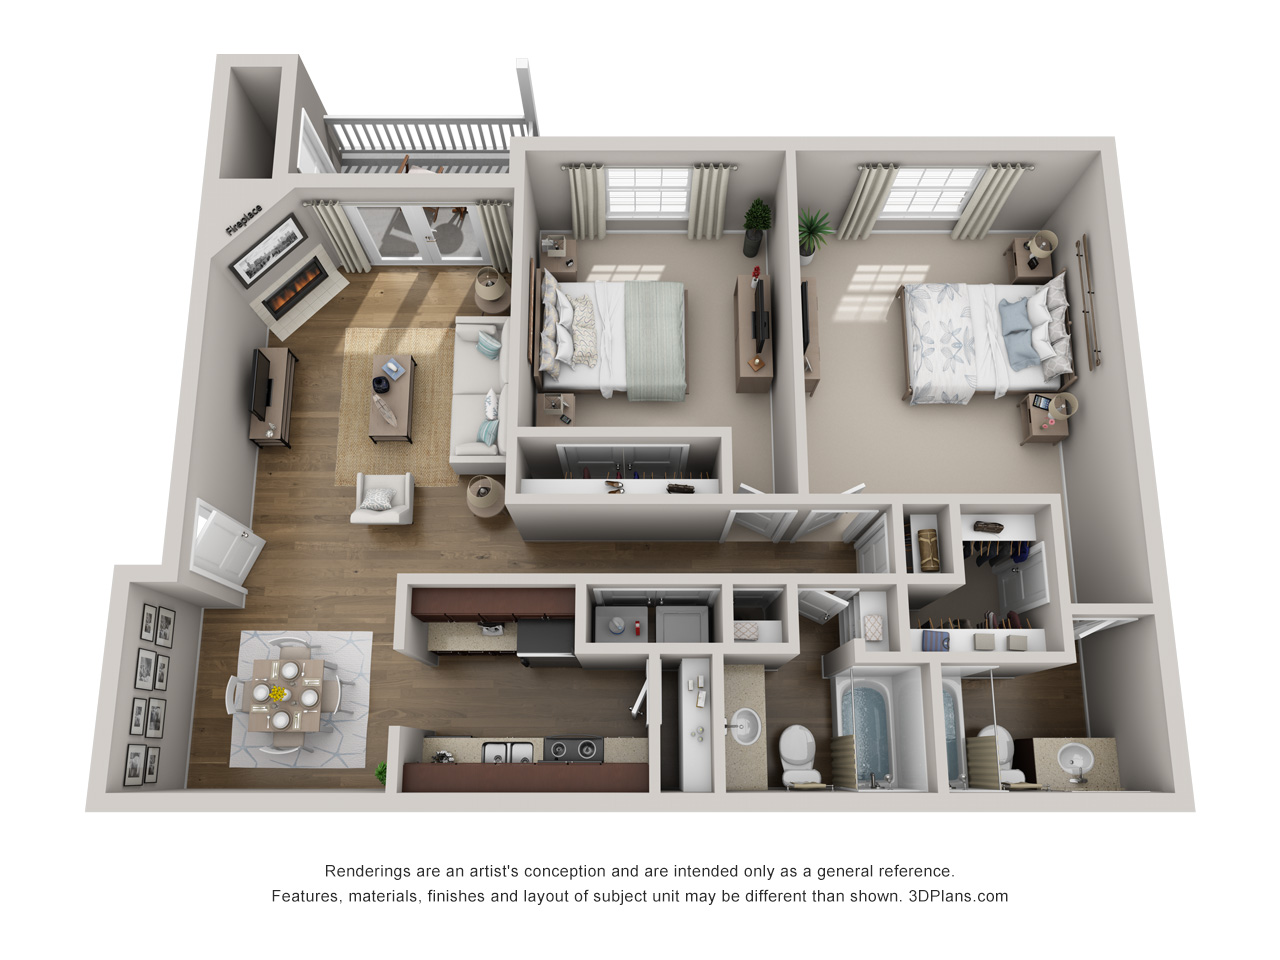 Fireplace
Renderings are an artist's conception and are intended only as a general reference.
Features, materials, finishes and layout of subject unit may be different than shown. 3DPlans.com